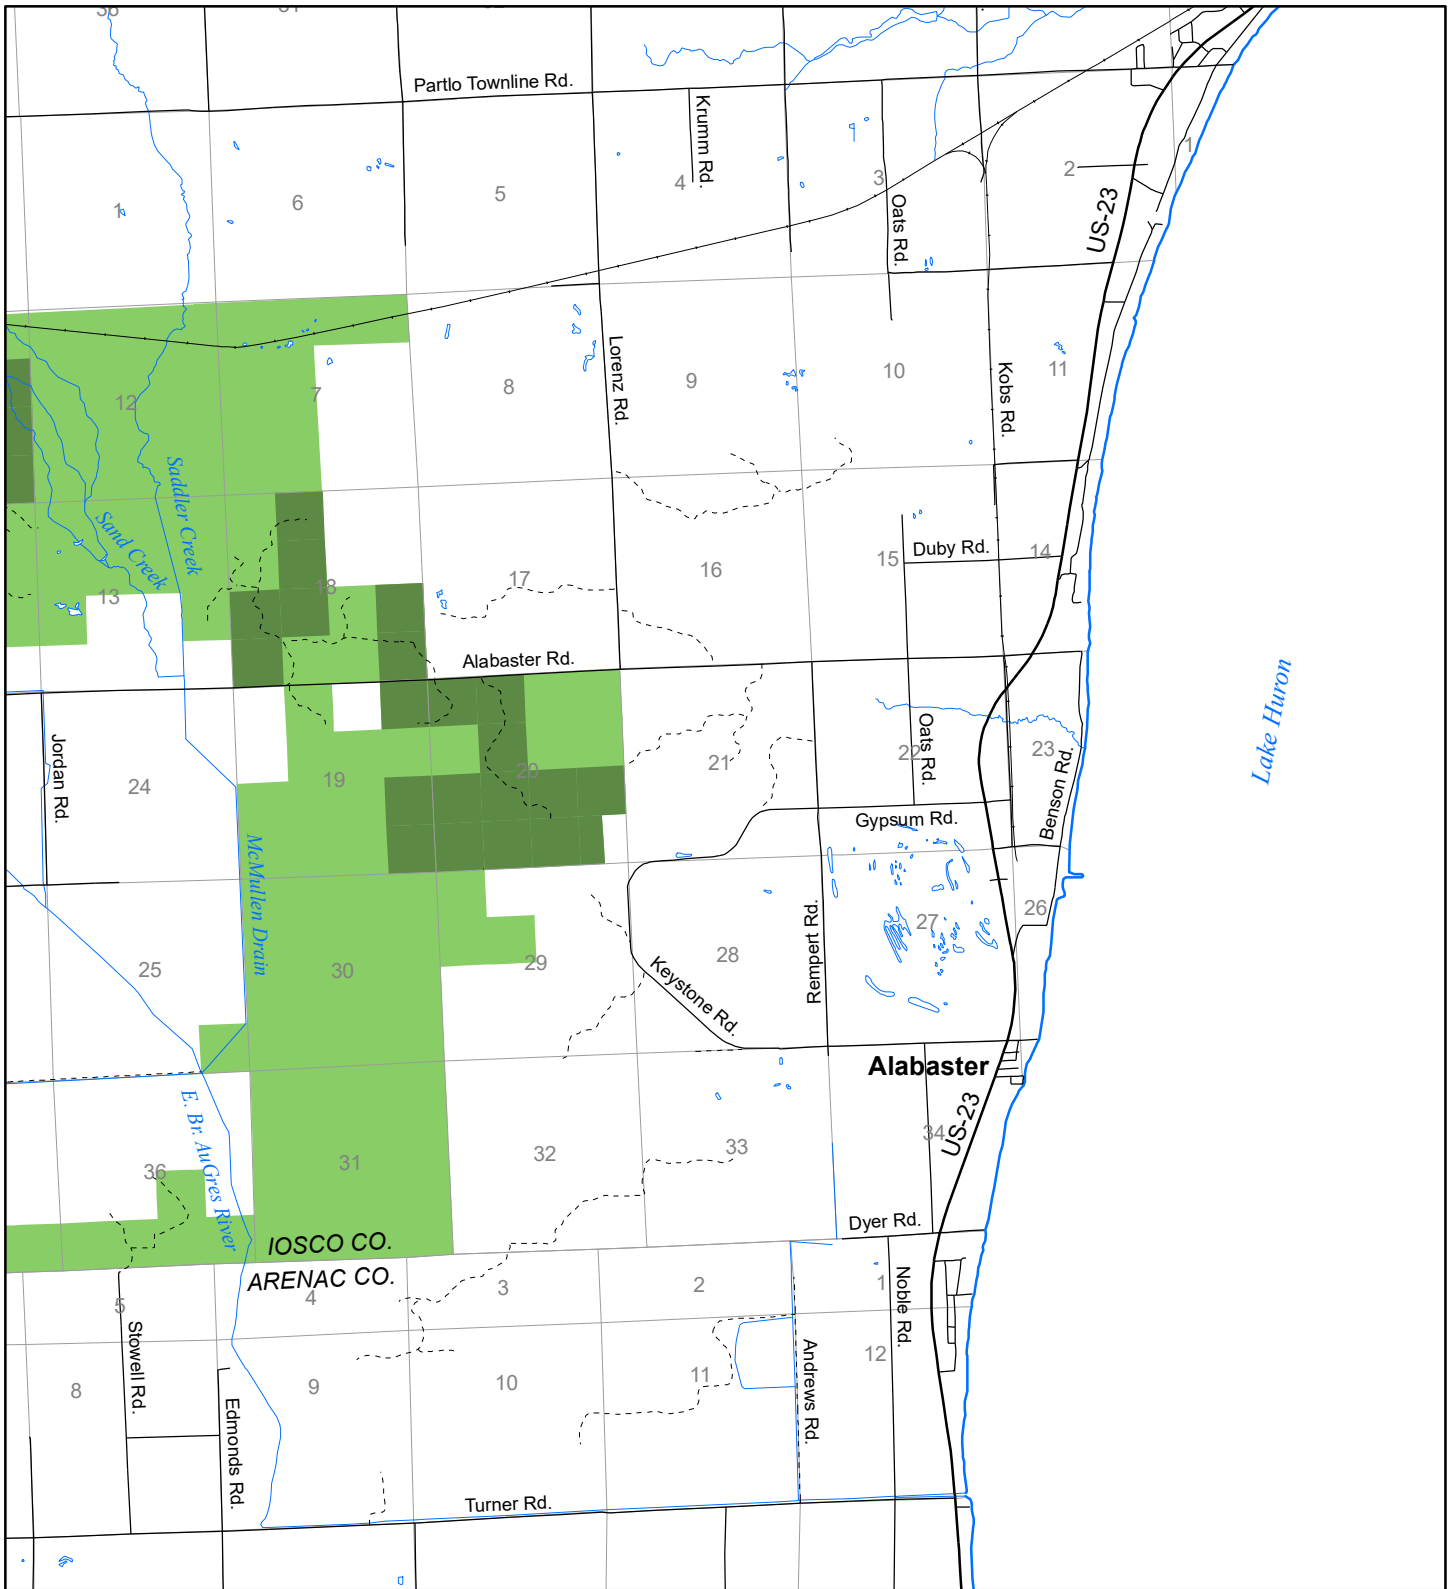 36
31
Partlo Townline Rd.
Krumm Rd.
1
2
3
4
5
6
1
Oats Rd.
US-23
Lorenz Rd.
Kobs Rd.
12
7
8
9
10
11
Saddler Creek
Sand Creek
13
18
17
16
15
Duby Rd.
14
Alabaster Rd.
Lake Huron
Jordan Rd.
24
19
20
21
22
Oats Rd.
23
Benson Rd.
Gypsum Rd.
McMullen Drain
25
30
29
28
Keystone Rd.
Rempert Rd.
27
26
Alabaster
US-23
E. Br. AuGres River
36
31
32
33
34
Dyer Rd.
IOSCO CO.
ARENAC CO.
5
4
3
2
1
Noble Rd.
Stowell Rd.
8
9
10
11
Andrews Rd.
12
Edmonds Rd.
Turner Rd.